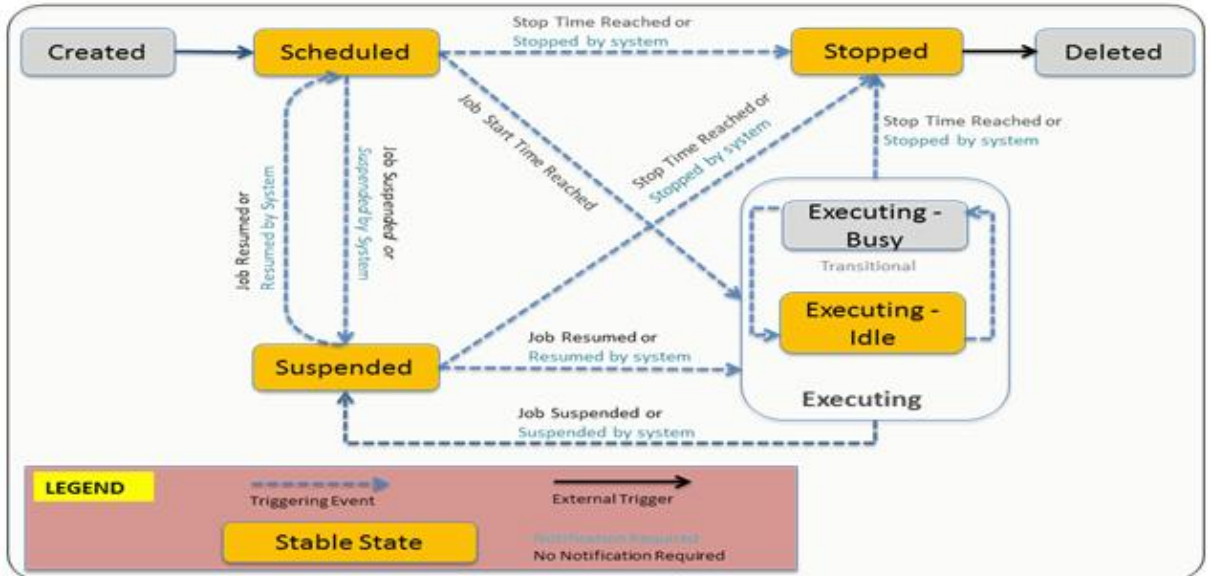 Created
Scheduled
Stop Time Reached or
Stopped by system
Stopped
Deleted
Job Start Time Reached
Stop Time Reached or
Stopped by system
Stop Time Reached or
Stopped by system
Job Resumed or
Resumed by System
Job Suspended or
Suspended by System
Executing -
Busy
Transitional
Executing -
Idle
Executing
Suspended
Job Resumed or
Resumed by system
Job Suspended or
Suspended by system
LEGEND
Triggering Event
External Trigger
Stable State
Notification Required
No Notification Required